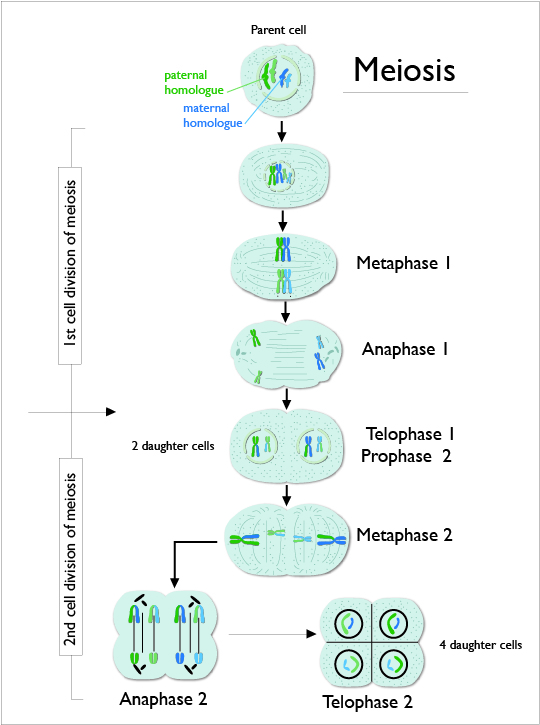 Parent cell
Meiosis
paternal
homologue
maternal
homologue
1st cell division of meiosis
Metaphase 1
Anaphase 1
2 daughter cells
Telophase 1
Prophase 2
2nd cell division of meiosis
Metaphase 2
4 daughter cells
Anaphase 2
Telophase 2